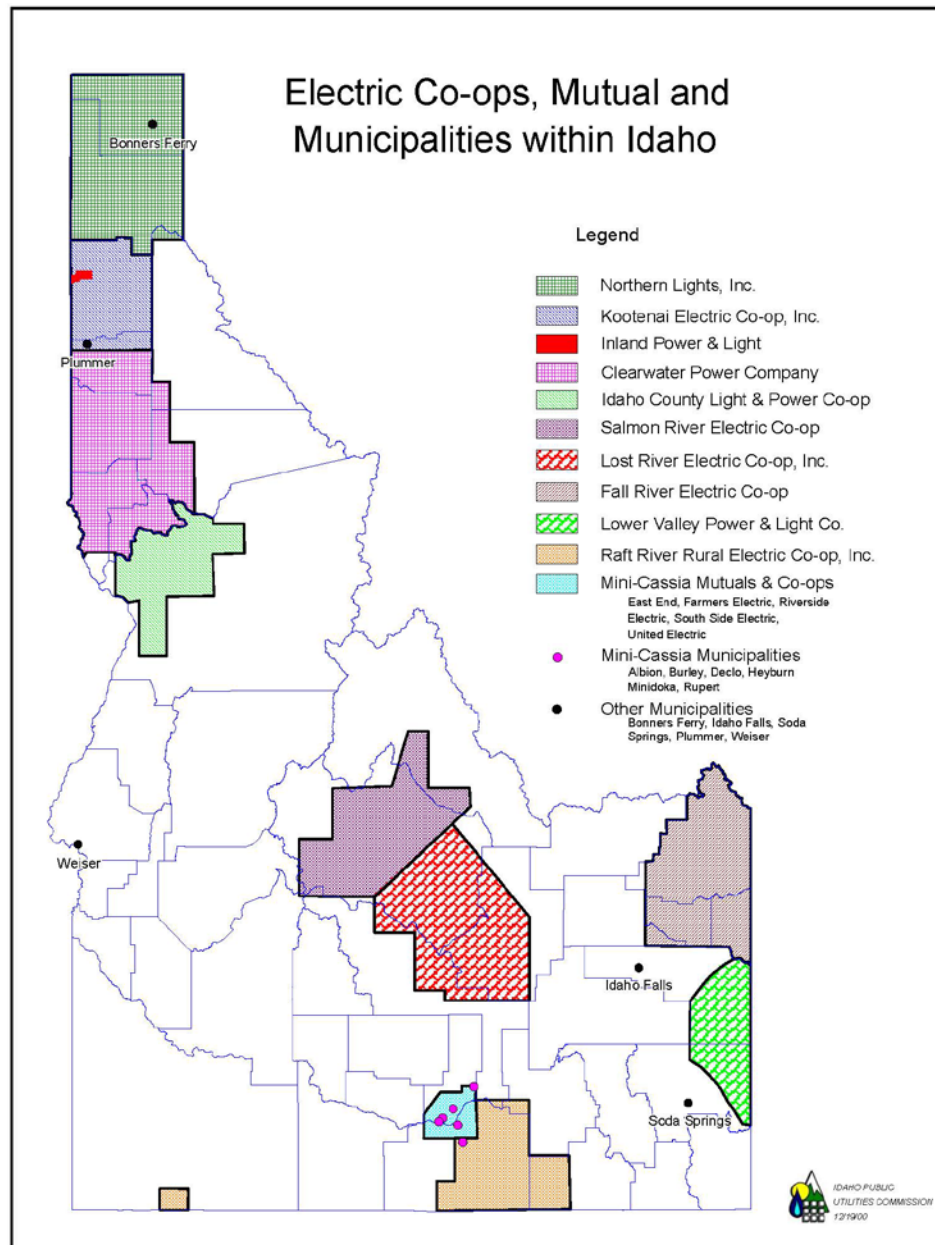 Electric Co-ops, Mutual and
Municipalities within Idaho
Bonners Ferry
Plummer
Weiser
Idaho Falls
Soda Springs
Legend
Northern Lights, Inc.
Kootenai Electric Co-op, Inc.
Inland Power & Light
Clearwater Power Company
Idaho County Light & Power Co-op
Salmon River Electric Co-op
Lost River Electric Co-op, Inc.
Fall River Electric Co-op
Lower Valley Power & Light Co.
Raft River Rural Electric Co-op, Inc.
Mini-Cassia Mutuals & Co-ops
East End, Farmers Electric, Riverside
Electric, South Side Electric,
United Electric
Mini-Cassia Municipalities
Albion, Burley, Declo, Heyburn
Minidoka, Rupert
Other Municipalities
Bonners Ferry, Idaho Falls, Soda
Springs, Plummer, Weiser
IDAHO PUBLIC
UTILITIES COMMISSION
12/19/00